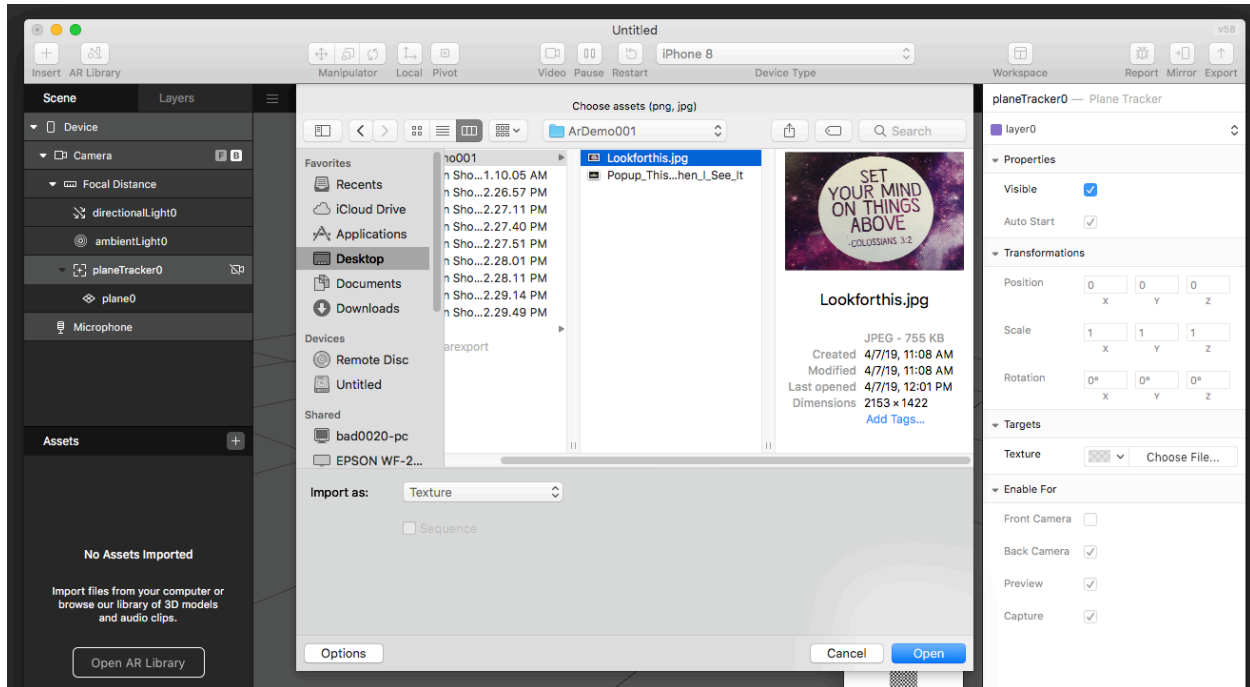 Untitled
v58
Insert AR Library
Manipulator Local Pivot
Video Pause Restart
iPhone 8
Device Type
Workspace
Report Mirror Export
Scene Layers
Device
Camera F B
Focal Distance
directionalLight0
ambientLight0
planeTracker0
plane0
Microphone
Assets
No Assets Imported
Import files from your computer or
browse our library of 3D models
and audio clips.
Open AR Library
Choose assets (png, jpg)
ArDemo001
Search
Favorites
Recents
iCloud Drive
Applications
Desktop
Documents
Downloads
Devices
Remote Disc
Untitled
Shared
bad0020-pc
EPSON WF-2...
no001
n Sho...1.10.05 AM
n Sho...2.26.57 PM
n Sho...2.27.11 PM
n Sho...2.27.40 PM
n Sho...2.27.51 PM
n Sho...2.28.01 PM
n Sho...2.28.11 PM
n Sho...2.29.14 PM
n Sho...2.29.49 PM
arexport
Lookforthis.jpg
Popup_This...hen_I_See_It
SET
YOUR MIND
ON THINGS
ABOVE
-COLOSSIANS 3:2
Lookforthis.jpg
JPEG - 755 KB
Created 4/7/19, 11:08 AM
Modified 4/7/19, 11:08 AM
Last opened 4/7/19, 12:01 PM
Dimensions 2153 × 1422
Add Tags...
Import as: Texture
Sequence
Options
Cancel
Open
planeTracker0 — Plane Tracker
layer0
Properties
Visible
Auto Start
Transformations
Position 0 0 0
X Y Z
Scale 1 1 1
X Y Z
Rotation 0° 0° 0°
X Y Z
Targets
Texture Choose File...
Enable For
Front Camera
Back Camera
Preview
Capture